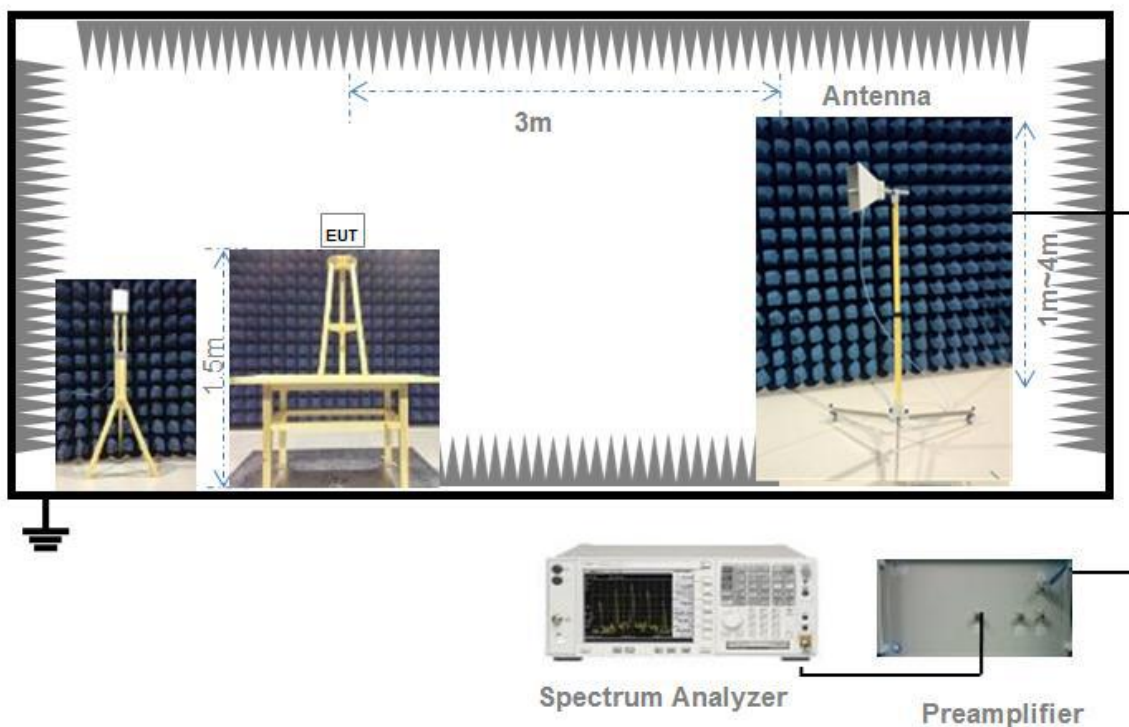 Antenna
3m
EUT
1.5m
1m~4m
Spectrum Analyzer
Preamplifier